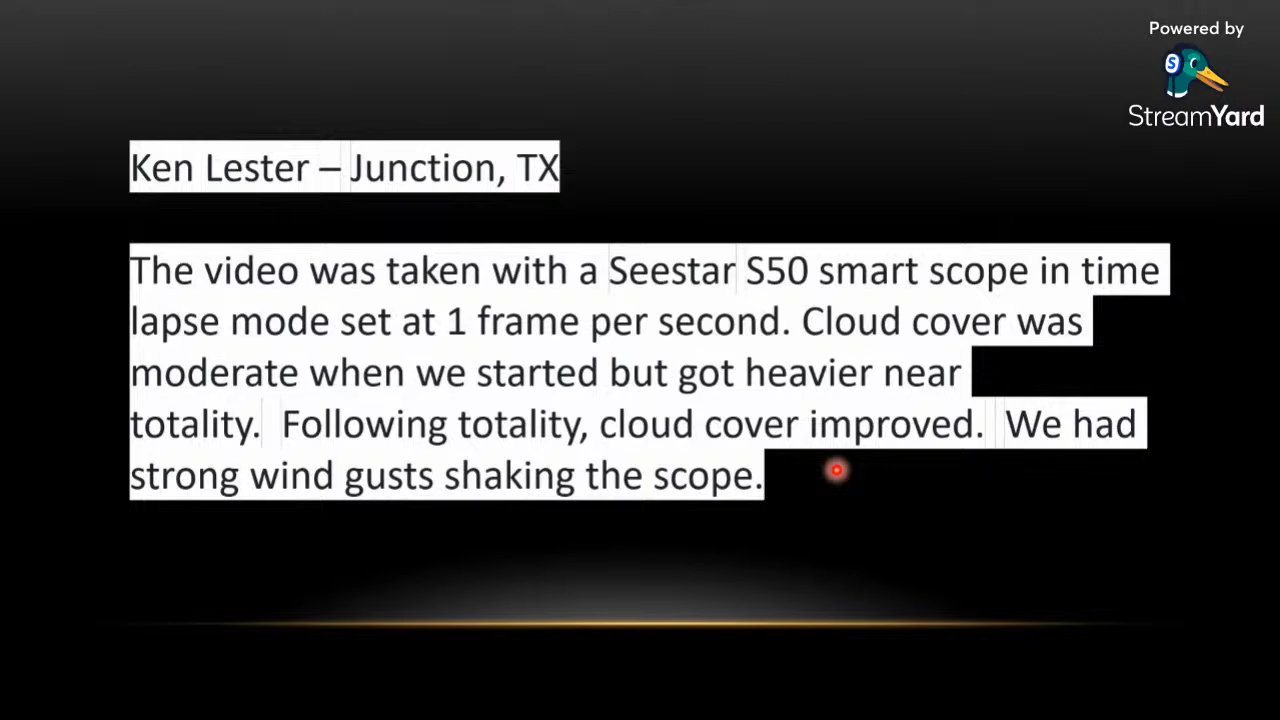 Powered by
StreamYard
Ken Lester – Junction, TX
The video was taken with a Seestar S50 smart scope in time
lapse mode set at 1 frame per second. Cloud cover was
moderate when we started but got heavier near
totality.  Following totality, cloud cover improved.  We had
strong wind gusts shaking the scope.